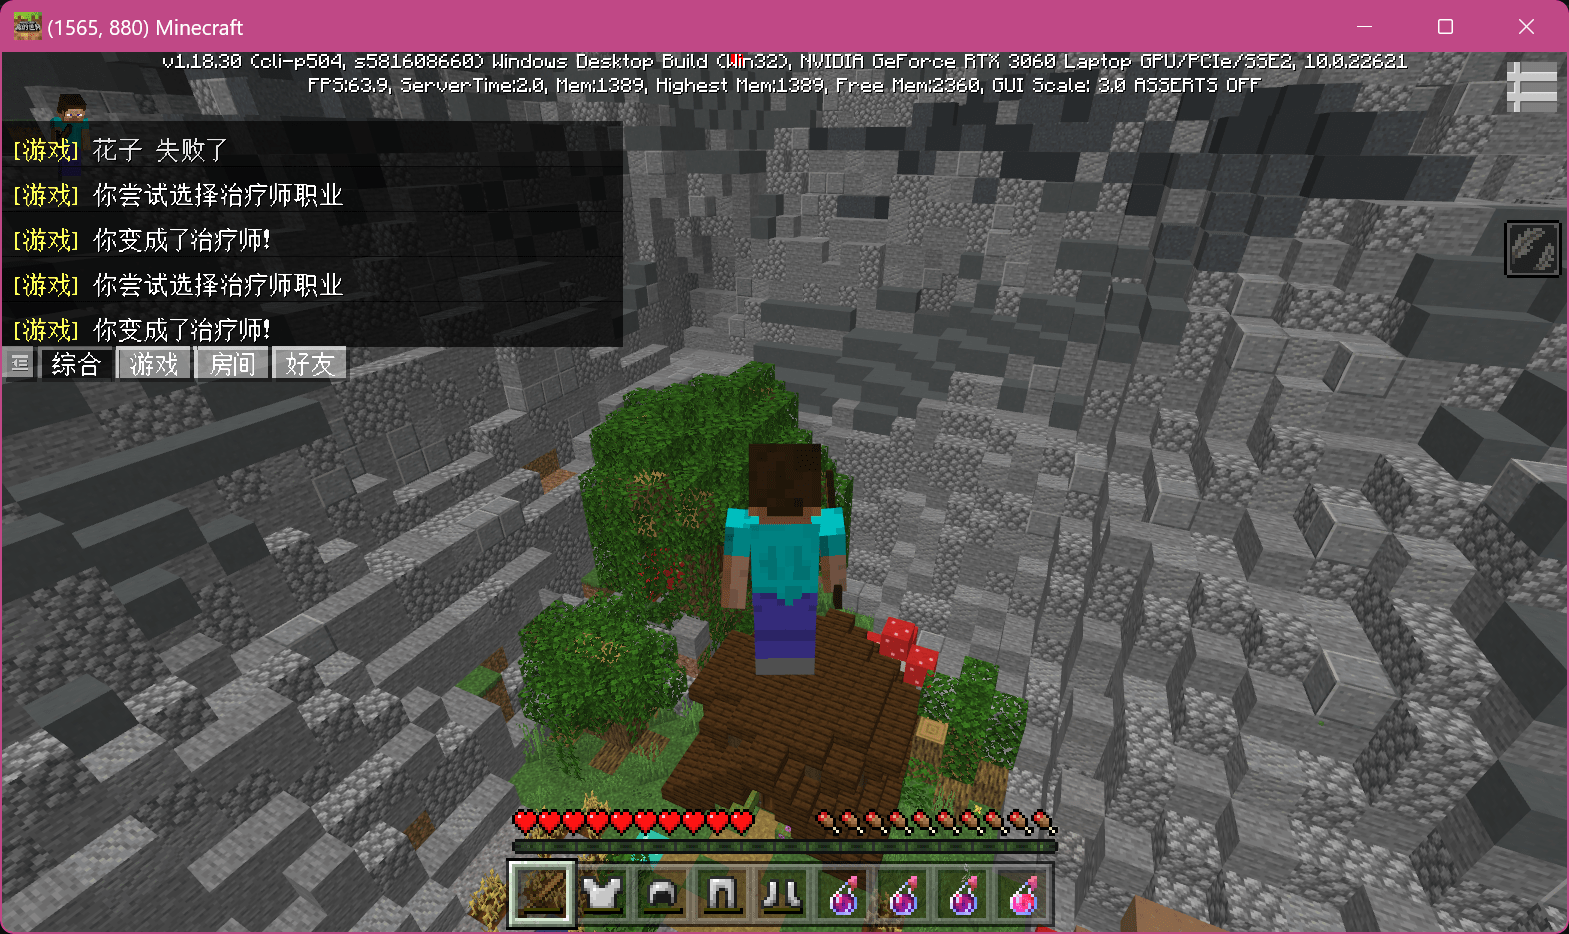 (1565, 880) Minecraft
v1.18.30 (cli-p504, s581608660) Windows Desktop Build (Win32), NVIDIA GeForce RTX 3060 Laptop GPU/PCIe/SSE2, 10.0.22621
FPS:63.9, ServerTime:2.0, Mem:1389, Highest Mem:1389, Free Mem:2360, GUI Scale: 3.0 ASSERTS OFF
[游戏] 花子 失败了
[游戏] 你尝试选择治疗师职业
[游戏] 你变成了治疗师!
[游戏] 你尝试选择治疗师职业
[游戏] 你变成了治疗师!
综合 游戏 房间 好友